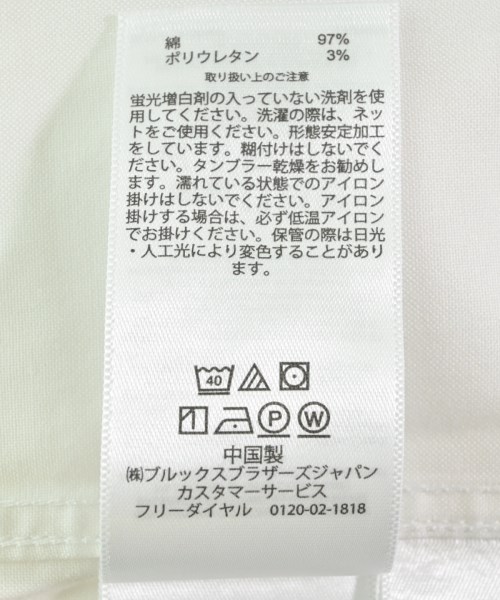 綿 97%
ポリウレタン 3%
取り扱い上のご注意
蛍光増白剤の入っていない洗剤を使
用してください。洗濯の際は、ネッ
トをご使用ください。形態安定加工
をしています。糊付けはしないでく
ださい。タンブラー乾燥をお勧めし
ます。濡れている状態でのアイロン
掛けはしないでください。アイロン
掛けする場合は、必ず低温アイロン
でお掛けください。保管の際は日光
・人工光により変色することがあり
ます。
40
P W
中国製
㈱ブルックスブラザーズジャパン
カスタマーサービス
フリーダイヤル 0120-02-1818